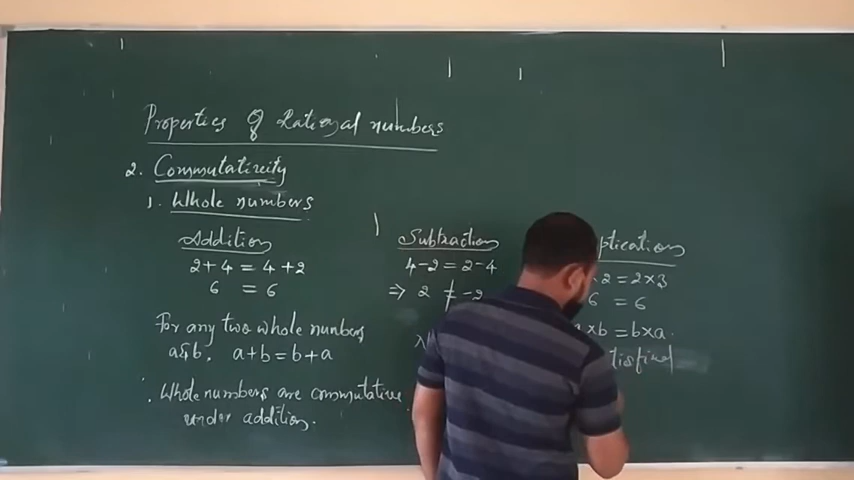 Properties of Rational numbers
2. Commutativity
1. Whole numbers
Addition
2+4 = 4+2
6 = 6
For any two whole numbers
a&b. a+b = b+a
∴ Whole numbers are commutative
under addition.
Subtraction
4-2 = 2-4
⇒ 2 ≠ -2
plication
2 = 2×3
6 = 6
a×b = b×a.
tisfied